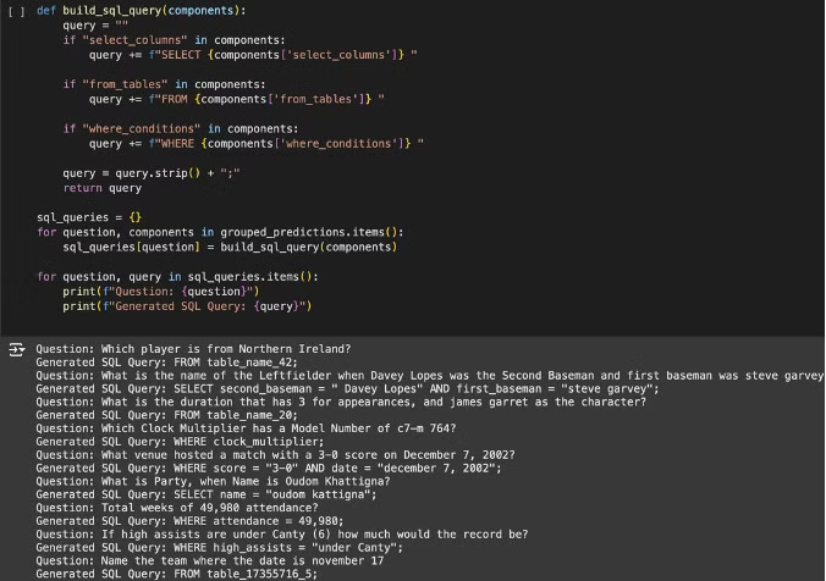 [ ] def build_sql_query(components):
    query = ""
    if "select_columns" in components:
        query += f"SELECT {components['select_columns']} "

    if "from_tables" in components:
        query += f"FROM {components['from_tables']} "

    if "where_conditions" in components:
        query += f"WHERE {components['where_conditions']} "

    query = query.strip() + ";"
    return query

sql_queries = {}
for question, components in grouped_predictions.items():
    sql_queries[question] = build_sql_query(components)

for question, query in sql_queries.items():
    print(f"Question: {question}")
    print(f"Generated SQL Query: {query}")

Question: Which player is from Northern Ireland?
Generated SQL Query: FROM table_name_42;
Question: What is the name of the Leftfielder when Davey Lopes was the Second Baseman and first baseman was steve garvey
Generated SQL Query: SELECT second_baseman = " Davey Lopes" AND first_baseman = "steve garvey";
Question: What is the duration that has 3 for appearances, and james garret as the character?
Generated SQL Query: FROM table_name_20;
Question: Which Clock Multiplier has a Model Number of c7-m 764?
Generated SQL Query: WHERE clock_multiplier;
Question: What venue hosted a match with a 3-0 score on December 7, 2002?
Generated SQL Query: WHERE score = "3-0" AND date = "december 7, 2002";
Question: What is Party, when Name is Oudom Khattigna?
Generated SQL Query: SELECT name = "oudom kattigna";
Question: Total weeks of 49,980 attendance?
Generated SQL Query: WHERE attendance = 49,980;
Question: If high assists are under Canty (6) how much would the record be?
Generated SQL Query: WHERE high_assists = "under Canty";
Question: Name the team where the date is november 17
Generated SQL Query: FROM table_17355716_5;